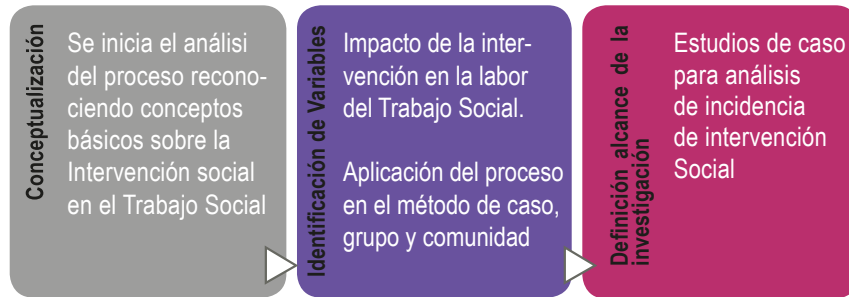 Conceptualización
Se inicia el análisi
del proceso recono-
ciendo conceptos
básicos sobre la
Intervención social
en el Trabajo Social
Identificación de Variables
Impacto de la inter-
vención en la labor
del Trabajo Social.
Aplicación del proceso
en el método de caso,
grupo y comunidad
Definición alcance de la
investigación
Estudios de caso
para análisis
de incidencia
de intervención
Social